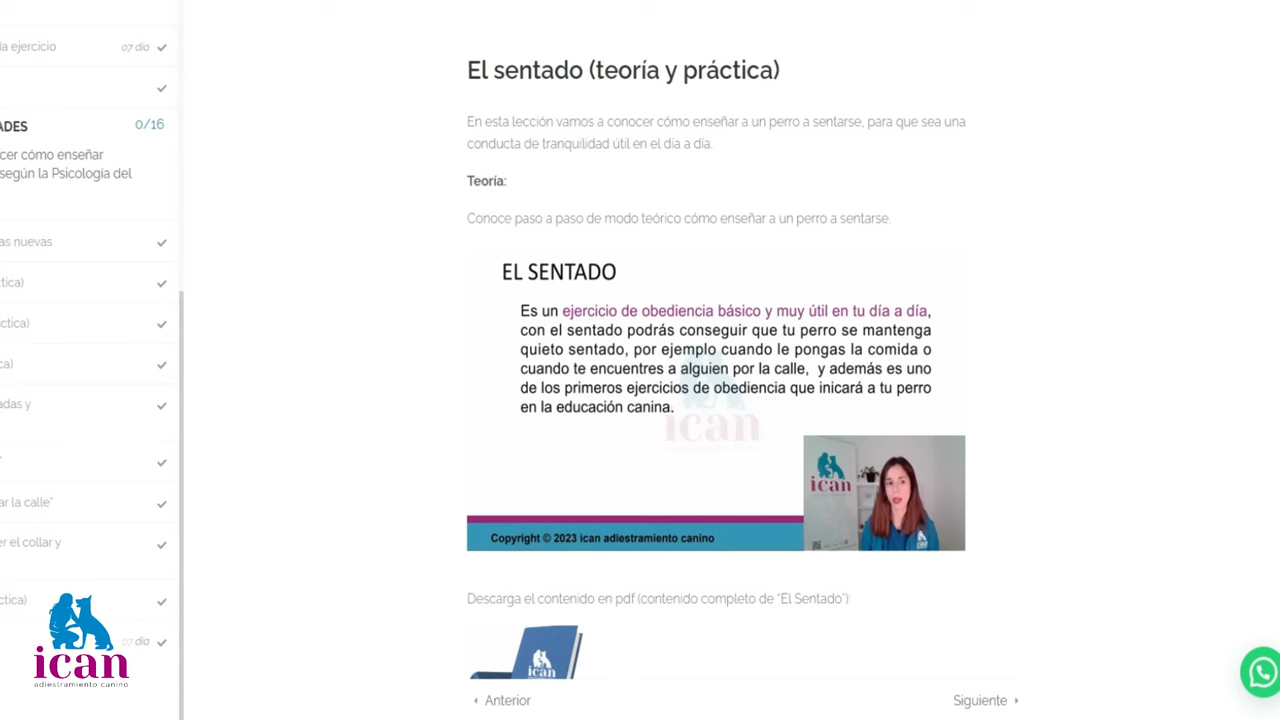 la ejercicio
07 día
ADES
0/16
cer cómo enseñar
según la Psicología del
as nuevas
tica)
ctica)
ca)
adas y
ar la calle"
er el collar y
ctica)
07 día
ican
adiestramiento canino
El sentado (teoría y práctica)
En esta lección vamos a conocer cómo enseñar a un perro a sentarse, para que sea una
conducta de tranquilidad útil en el día a día.
Teoría:
Conoce paso a paso de modo teórico cómo enseñar a un perro a sentarse.
EL SENTADO
Es un ejercicio de obediencia básico y muy útil en tu día a día,
con el sentado podrás conseguir que tu perro se mantenga
quieto sentado, por ejemplo cuando le pongas la comida o
cuando te encuentres a alguien por la calle, y además es uno
de los primeros ejercicios de obediencia que inicará a tu perro
en la educación canina.
ican
ican
Copyright © 2023 ican adiestramiento canino
Descarga el contenido en pdf (contenido completo de "El Sentado"):
ican
Anterior
Siguiente